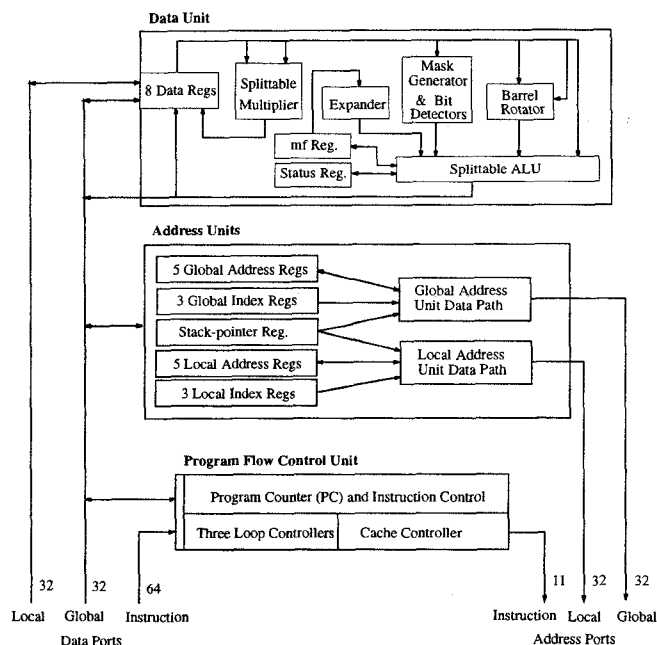 Data Unit
8 Data Regs
Splittable
Multiplier
Expander
Mask
Generator
& Bit
Detectors
Barrel
Rotator
mf Reg.
Status Reg.
Splittable ALU
Address Units
5 Global Address Regs
3 Global Index Regs
Stack-pointer Reg.
5 Local Address Regs
3 Local Index Regs
Global Address
Unit Data Path
Local Address
Unit Data Path
Program Flow Control Unit
Program Counter (PC) and Instruction Control
Three Loop Controllers
Cache Controller
32
32
64
11
32
32
Local
Global
Instruction
Instruction
Local
Global
Data Ports
Address Ports